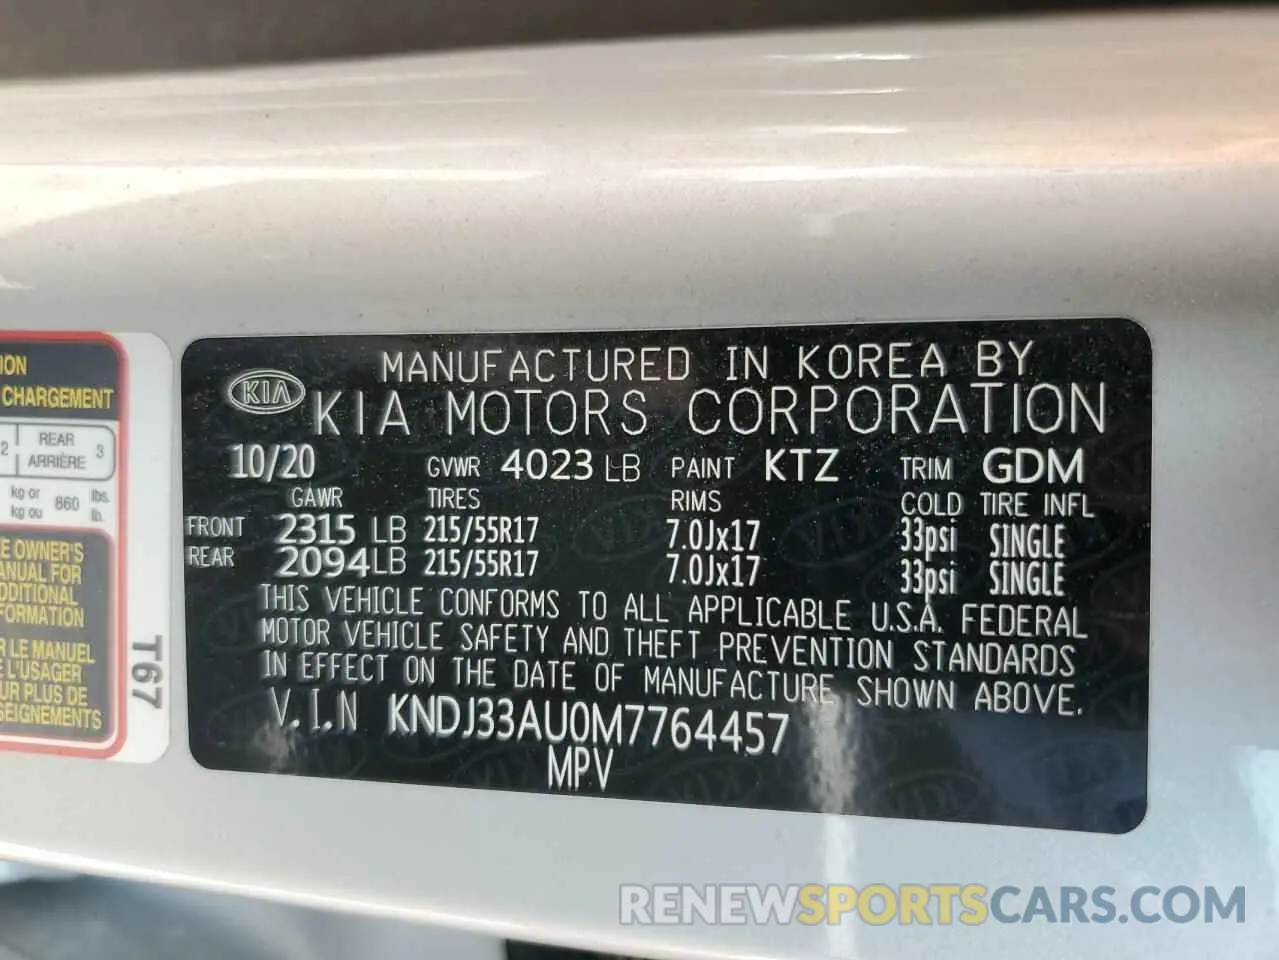 ION
CHARGEMENT
2 REAR 3
ARRIÈRE
kg or 860 lbs.
kg ou lb.
E OWNER'S
ANUAL FOR
DDITIONAL
FORMATION
R LE MANUEL
E L'USAGER
UR PLUS DE
SEIGNEMENTS
T67
MANUFACTURED IN KOREA BY
KIA KIA MOTORS CORPORATION
10/20 GVWR 4023 LB PAINT KTZ TRIM GDM
GAWR TIRES RIMS COLD TIRE INFL
FRONT 2315 LB 215/55R17 7.0Jx17 33psi SINGLE
REAR 2094 LB 215/55R17 7.0Jx17 33psi SINGLE
THIS VEHICLE CONFORMS TO ALL APPLICABLE U.S.A. FEDERAL
MOTOR VEHICLE SAFETY AND THEFT PREVENTION STANDARDS
IN EFFECT ON THE DATE OF MANUFACTURE SHOWN ABOVE.
V.I.N KNDJ33AU0M7764457
MPV
RENEWSPORTSCARS.COM